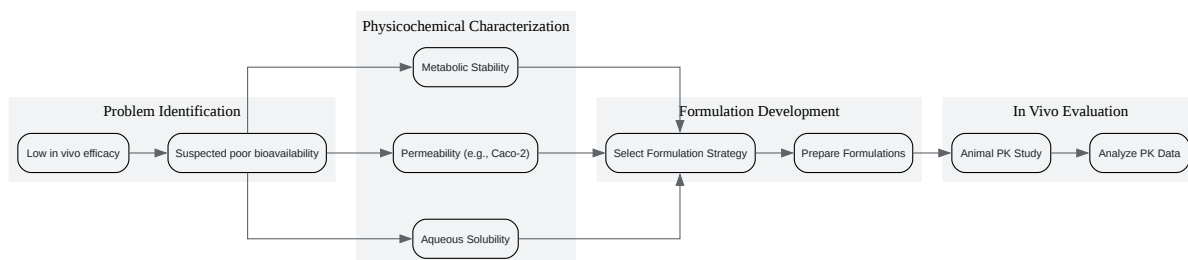 Problem Identification
Low in vivo efficacy
Suspected poor bioavailability
Physicochemical Characterization
Metabolic Stability
Permeability (e.g., Caco-2)
Aqueous Solubility
Formulation Development
Select Formulation Strategy
Prepare Formulations
In Vivo Evaluation
Animal PK Study
Analyze PK Data